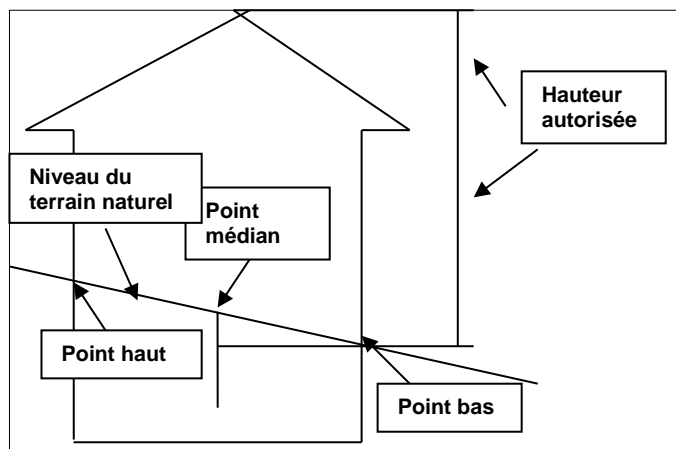 Hauteur
autorisée
Niveau du
terrain naturel
Point
médian
Point haut
Point bas